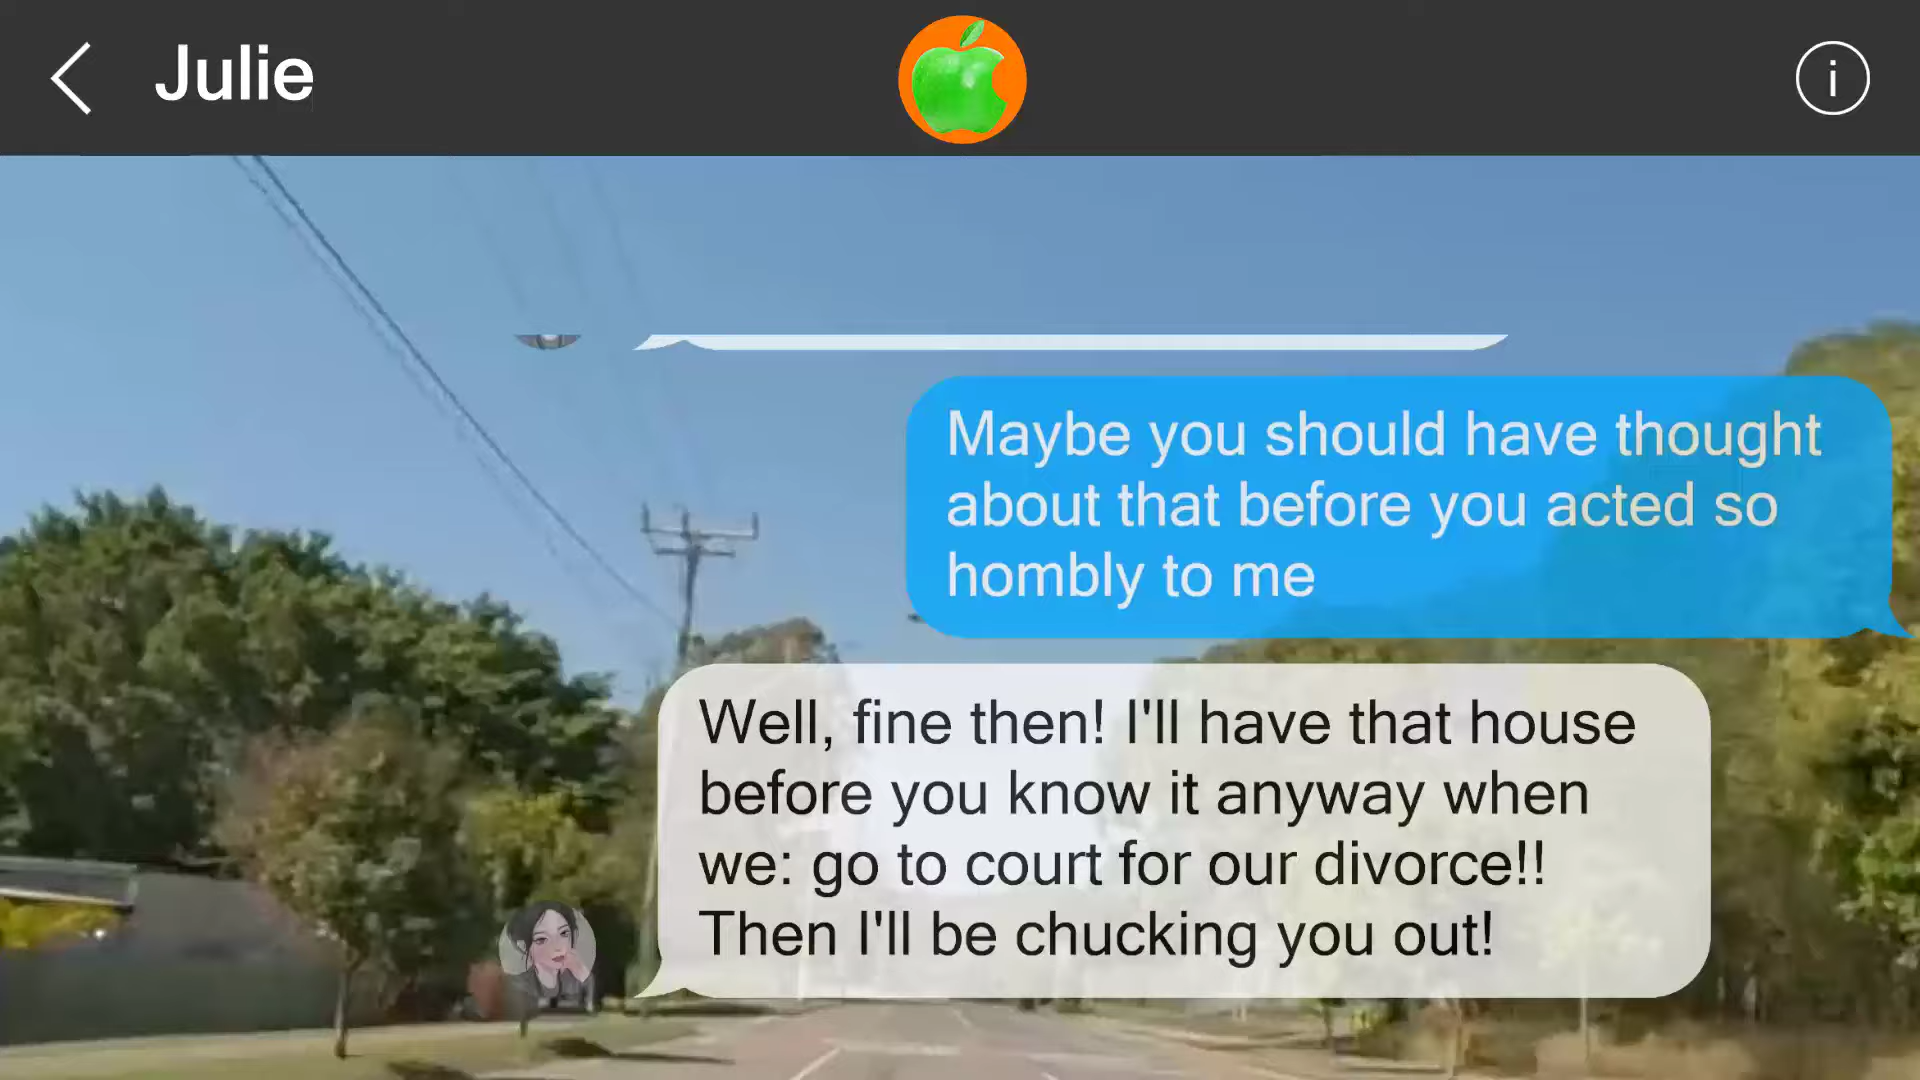 Julie
i
Maybe you should have thought
about that before you acted so
hombly to me
Well, fine then! I'll have that house
before you know it anyway when
we: go to court for our divorce!!
Then I'll be chucking you out!